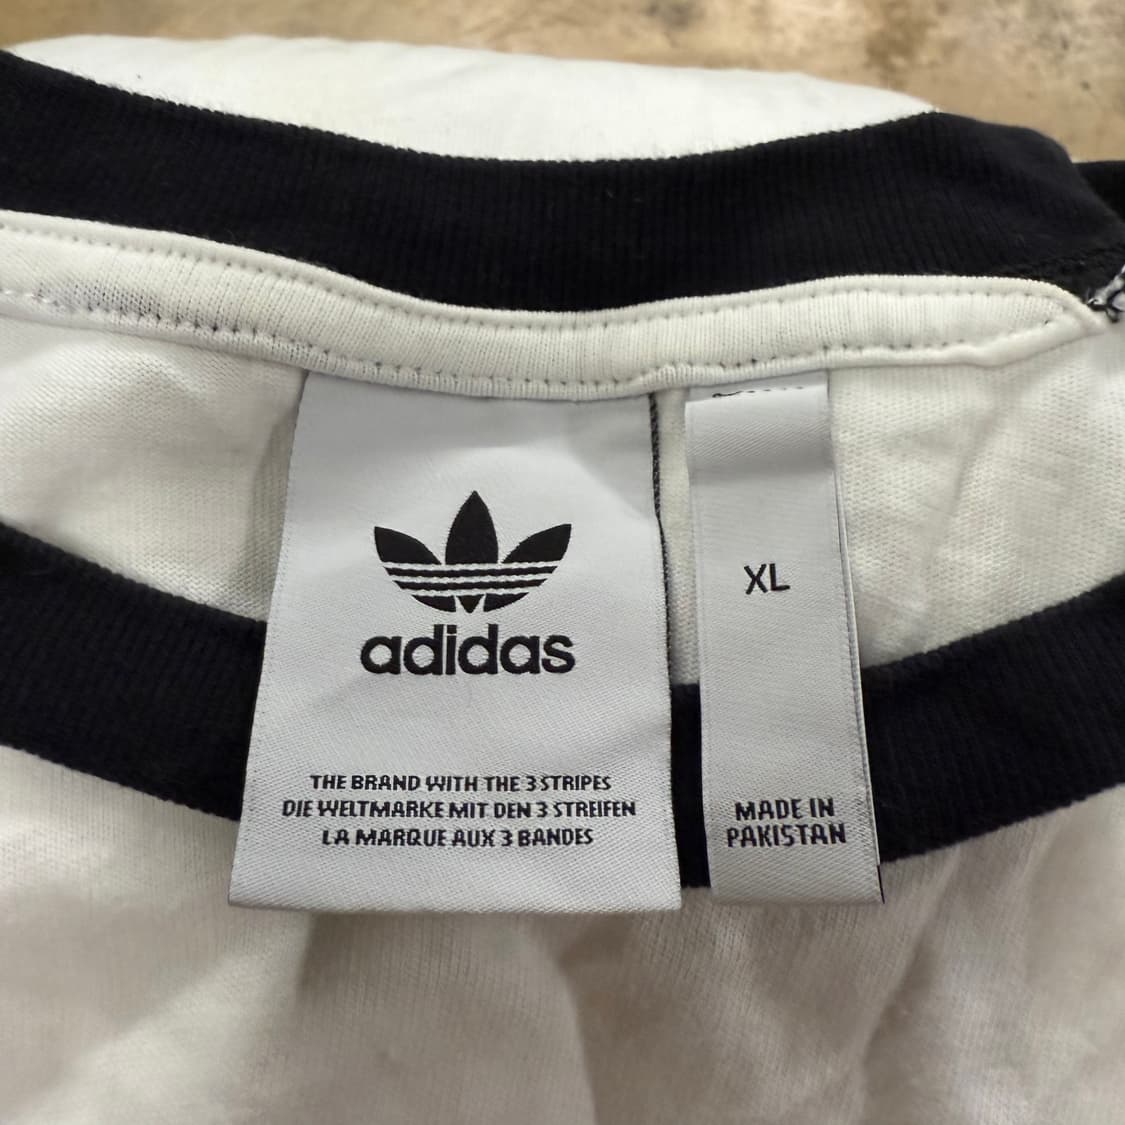 adidas
THE BRAND WITH THE 3 STRIPES
DIE WELTMARKE MIT DEN 3 STREIFEN
LA MARQUE AUX 3 BANDES
XL
MADE IN
PAKISTAN